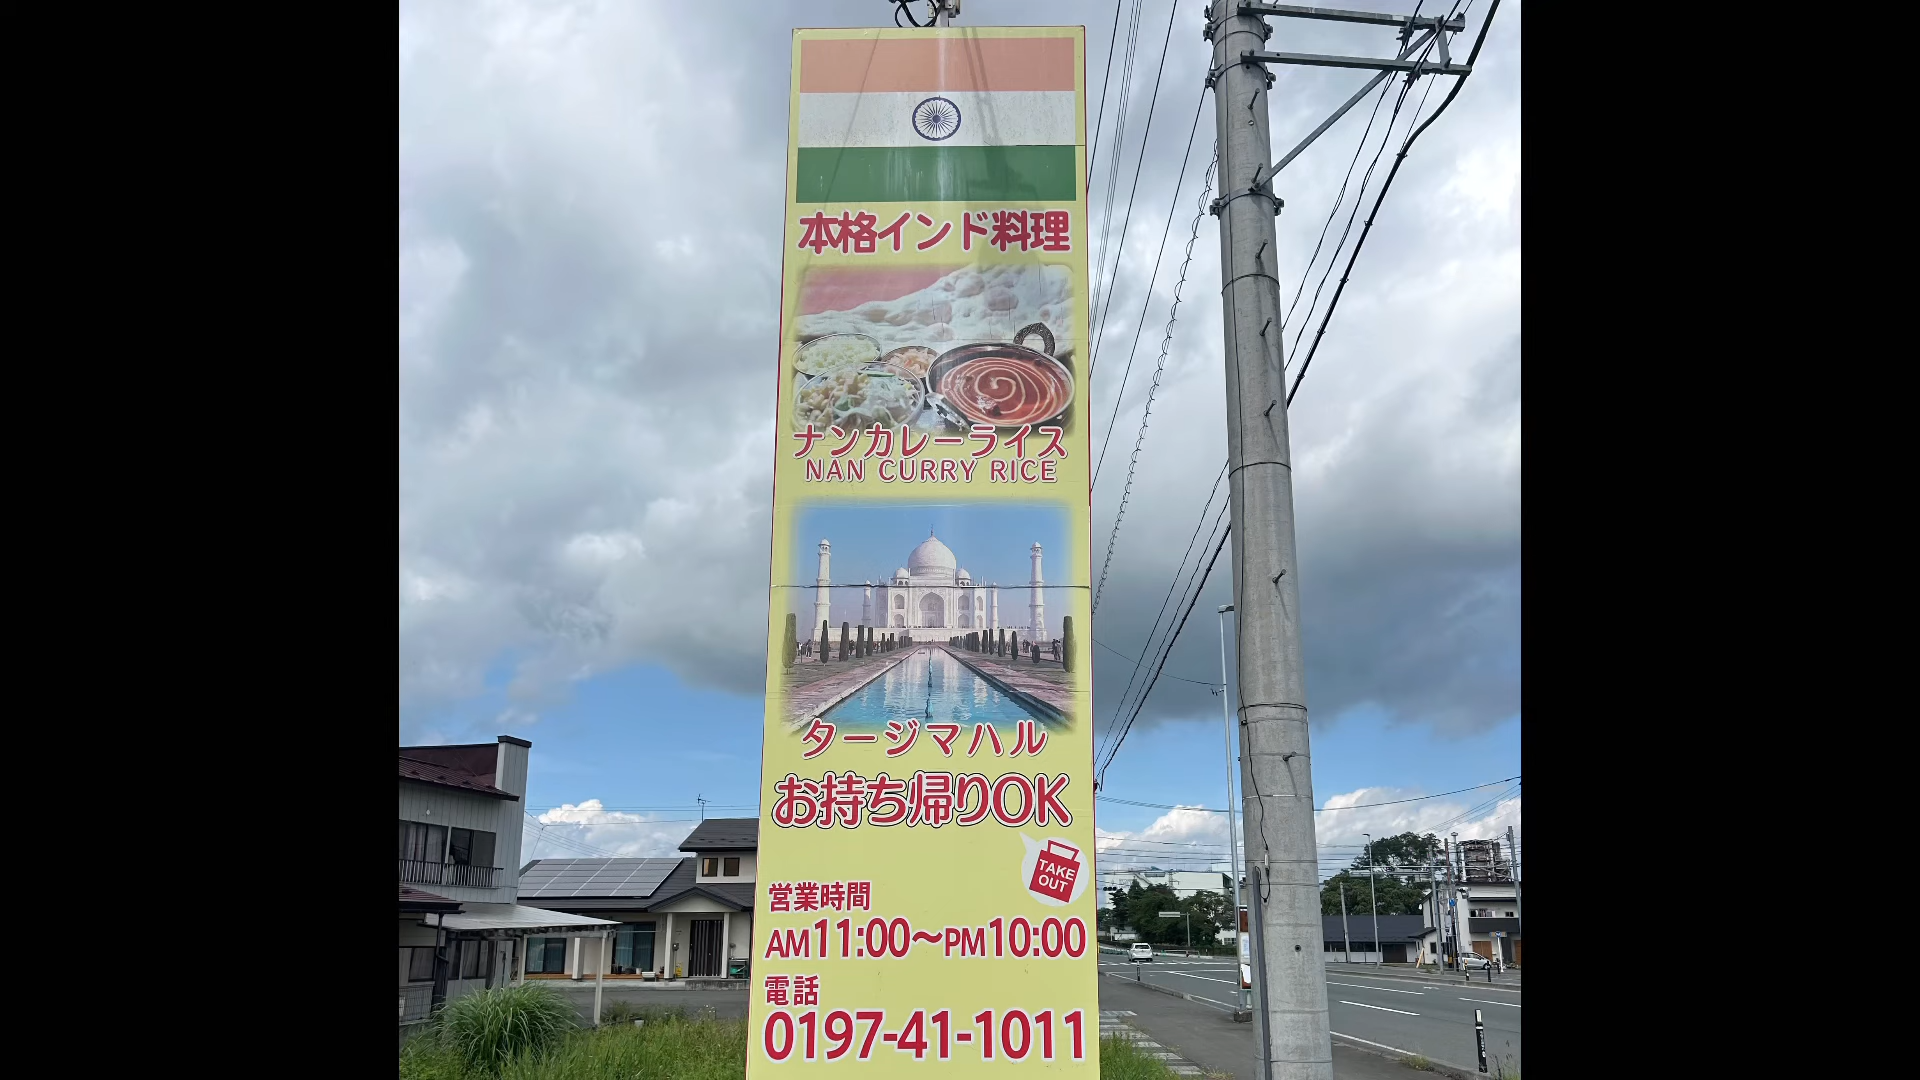 本格インド料理
ナンカレーライス
NAN CURRY RICE
タージマハル
お持ち帰りOK
TAKE
OUT
営業時間
AM11:00～PM10:00
電話
0197-41-1011